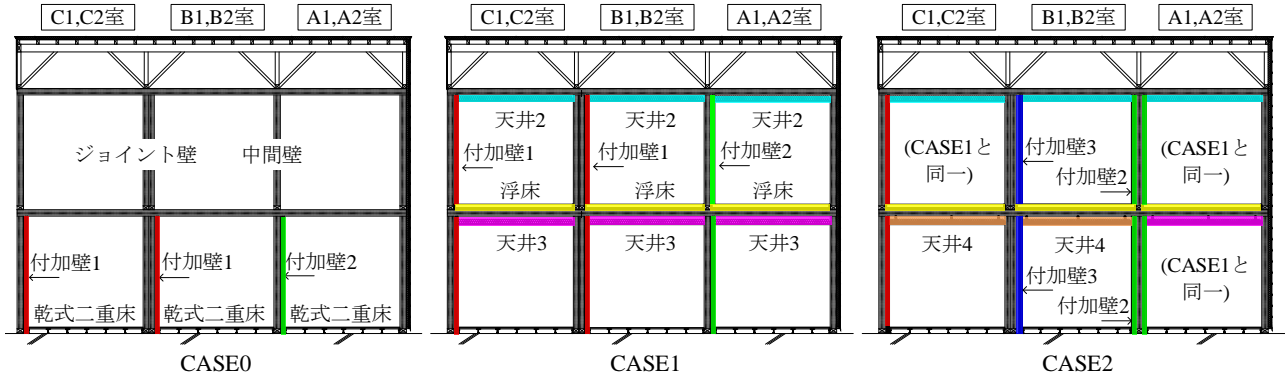 C1,C2室 B1,B2室 A1,A2室
ジョイント壁 中間壁
付加壁1 付加壁1 付加壁2
乾式二重床 乾式二重床 乾式二重床
CASE0
C1,C2室 B1,B2室 A1,A2室
天井2 天井2 天井2
付加壁1 付加壁1 付加壁2
浮床 浮床 浮床
天井3 天井3 天井3
CASE1
C1,C2室 B1,B2室 A1,A2室
(CASE1と
同一)
付加壁3
付加壁2
(CASE1と
同一)
天井4 天井4
付加壁3
付加壁2
(CASE1と
同一)
CASE2